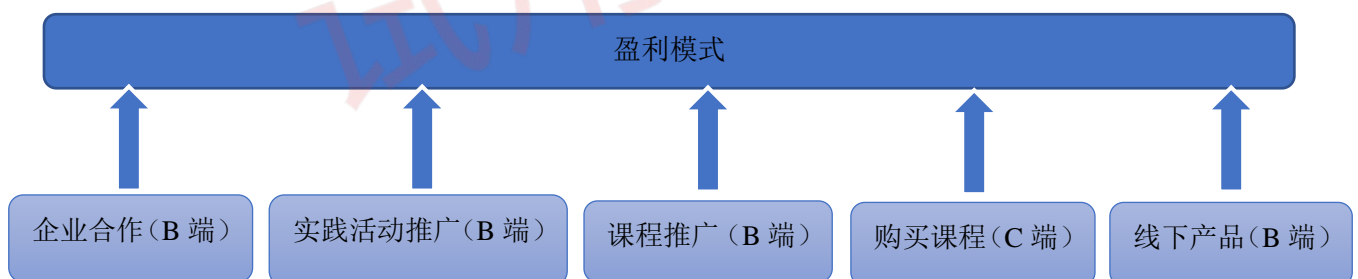 盈利模式
企业合作（B 端）
实践活动推广（B 端）
课程推广（B 端）
购买课程（C 端）
线下产品（B 端）